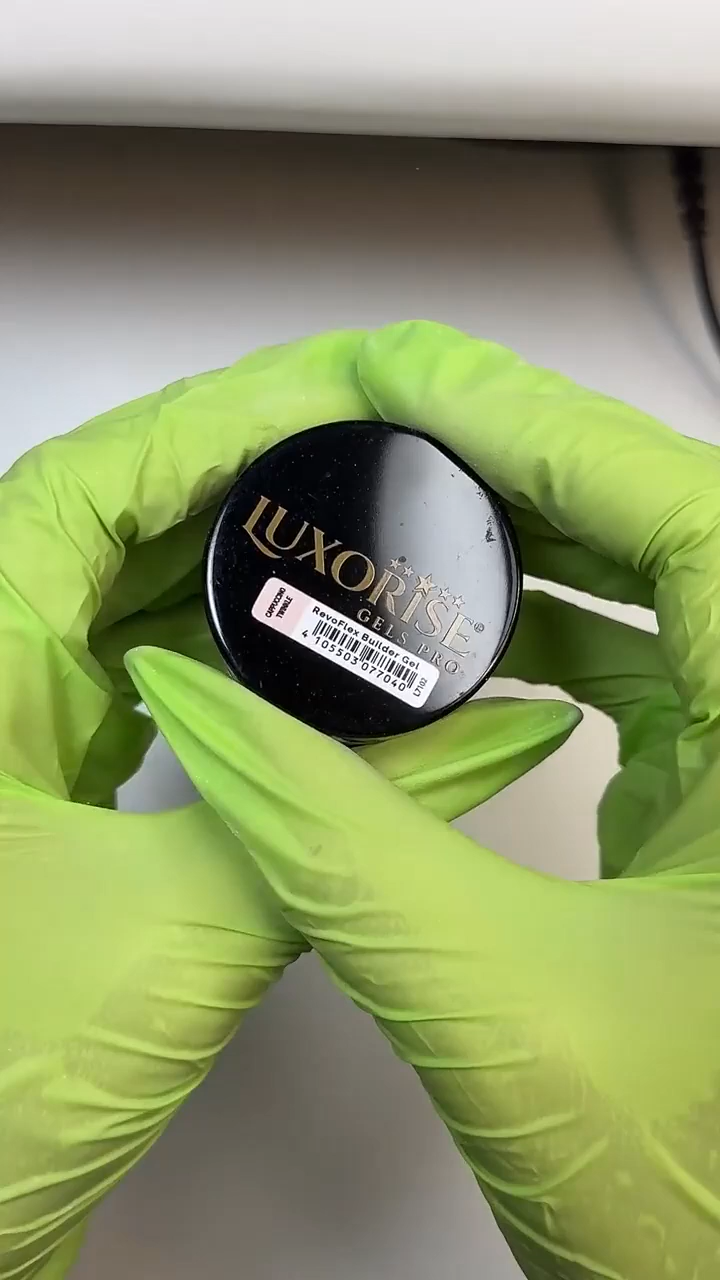 LUXORISE®
GELS PRO
CAPPUCCINO
TWINKLE
RevoFlex Builder Gel
4 105503 077040
L7102